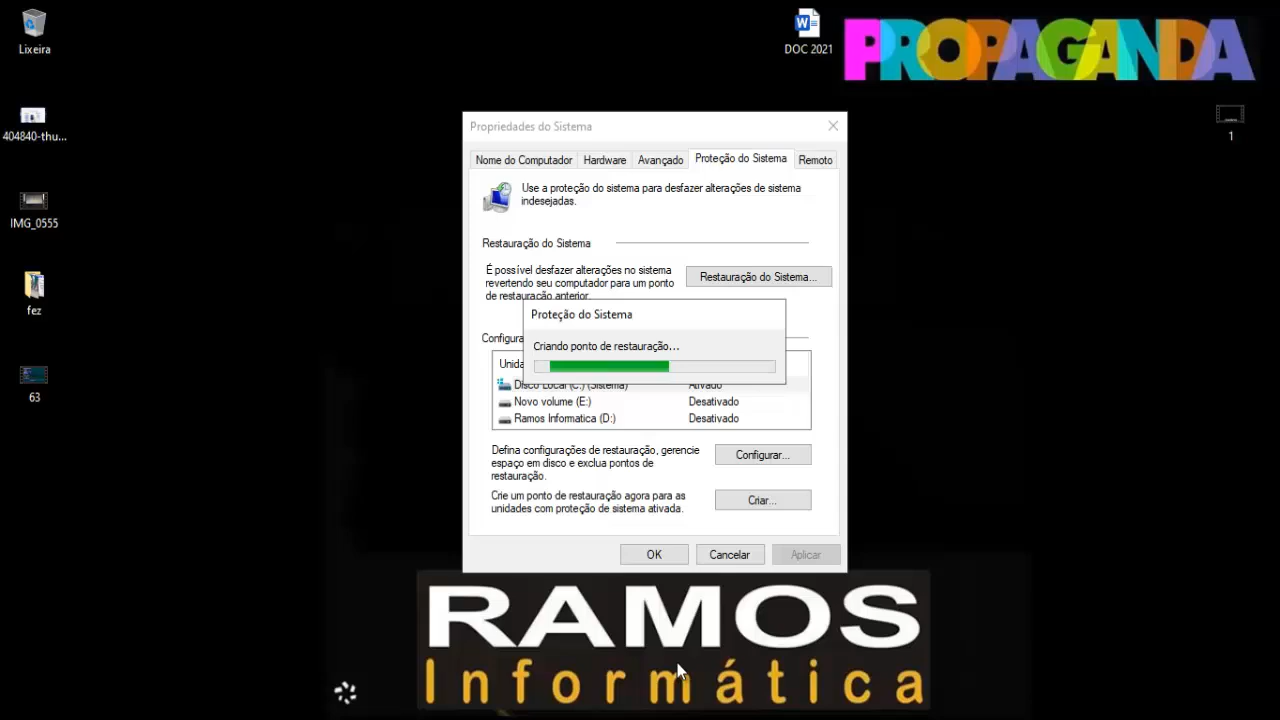 Lixeira
DOC 2021
PROPAGANDA
404840-thu...
1
IMG_0555
fez
63
Propriedades do Sistema
Nome do Computador Hardware Avançado Proteção do Sistema Remoto
Use a proteção do sistema para desfazer alterações de sistema
indesejadas.
Restauração do Sistema
É possível desfazer alterações no sistema
revertendo seu computador para um ponto
de restauração anterior.
Restauração do Sistema...
Proteção do Sistema
Criando ponto de restauração...
Disco Local (C:) (Sistema) Ativado
Novo volume (E:) Desativado
Ramos Informatica (D:) Desativado
Defina configurações de restauração, gerencie
espaço em disco e exclua pontos de
restauração.
Configurar...
Crie um ponto de restauração agora para as
unidades com proteção de sistema ativada.
Criar...
OK Cancelar Aplicar
RAMOS
Informática